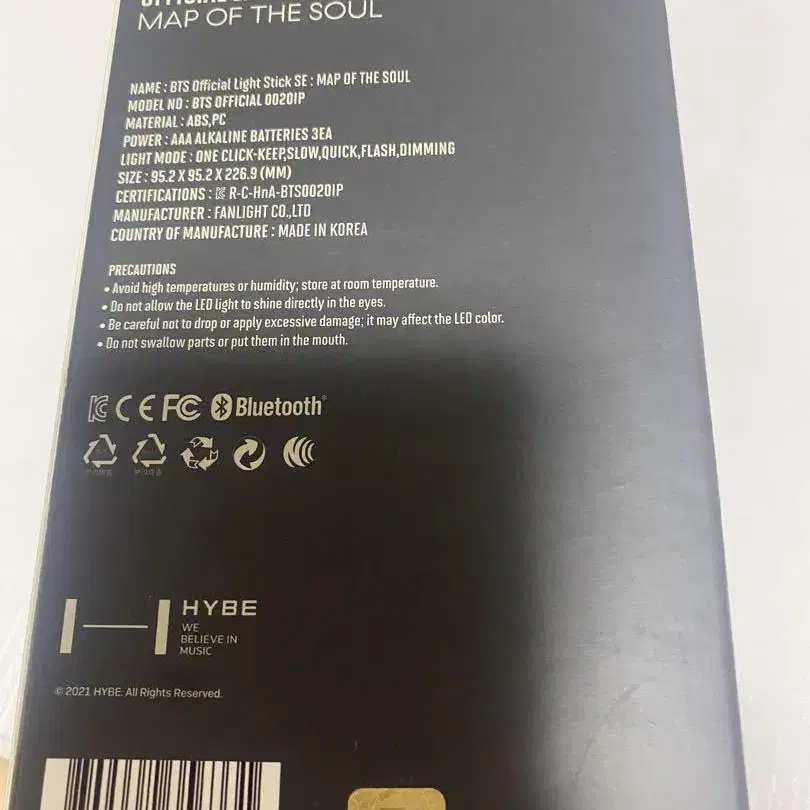 MAP OF THE SOUL
NAME : BTS Official Light Stick SE : MAP OF THE SOUL
MODEL NO : BTS OFFICIAL 0020IP
MATERIAL : ABS,PC
POWER : AAA ALKALINE BATTERIES 3EA
LIGHT MODE : ONE CLICK-KEEP,SLOW,QUICK,FLASH,DIMMING
SIZE : 95.2 X 95.2 X 226.9 (MM)
CERTIFICATIONS : R-C-HnA-BTS0020IP
MANUFACTURER : FANLIGHT CO.,LTD
COUNTRY OF MANUFACTURE : MADE IN KOREA
PRECAUTIONS
• Avoid high temperatures or humidity; store at room temperature.
• Do not allow the LED light to shine directly in the eyes.
• Be careful not to drop or apply excessive damage; it may affect the LED color.
• Do not swallow parts or put them in the mouth.
CE FC Bluetooth®
HYBE
WE
BELIEVE IN
MUSIC
© 2021 HYBE. All Rights Reserved.